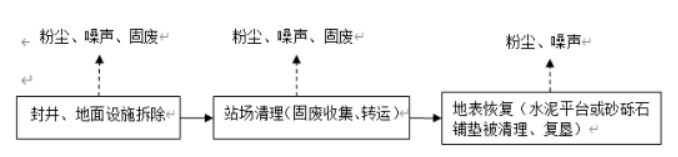 粉尘、噪声、固废
粉尘、噪声、固废
粉尘、噪声
封井、地面设施拆除
站场清理(固废收集、转运)
地表恢复（水泥平台或砂砾石
铺垫被清理、复垦）